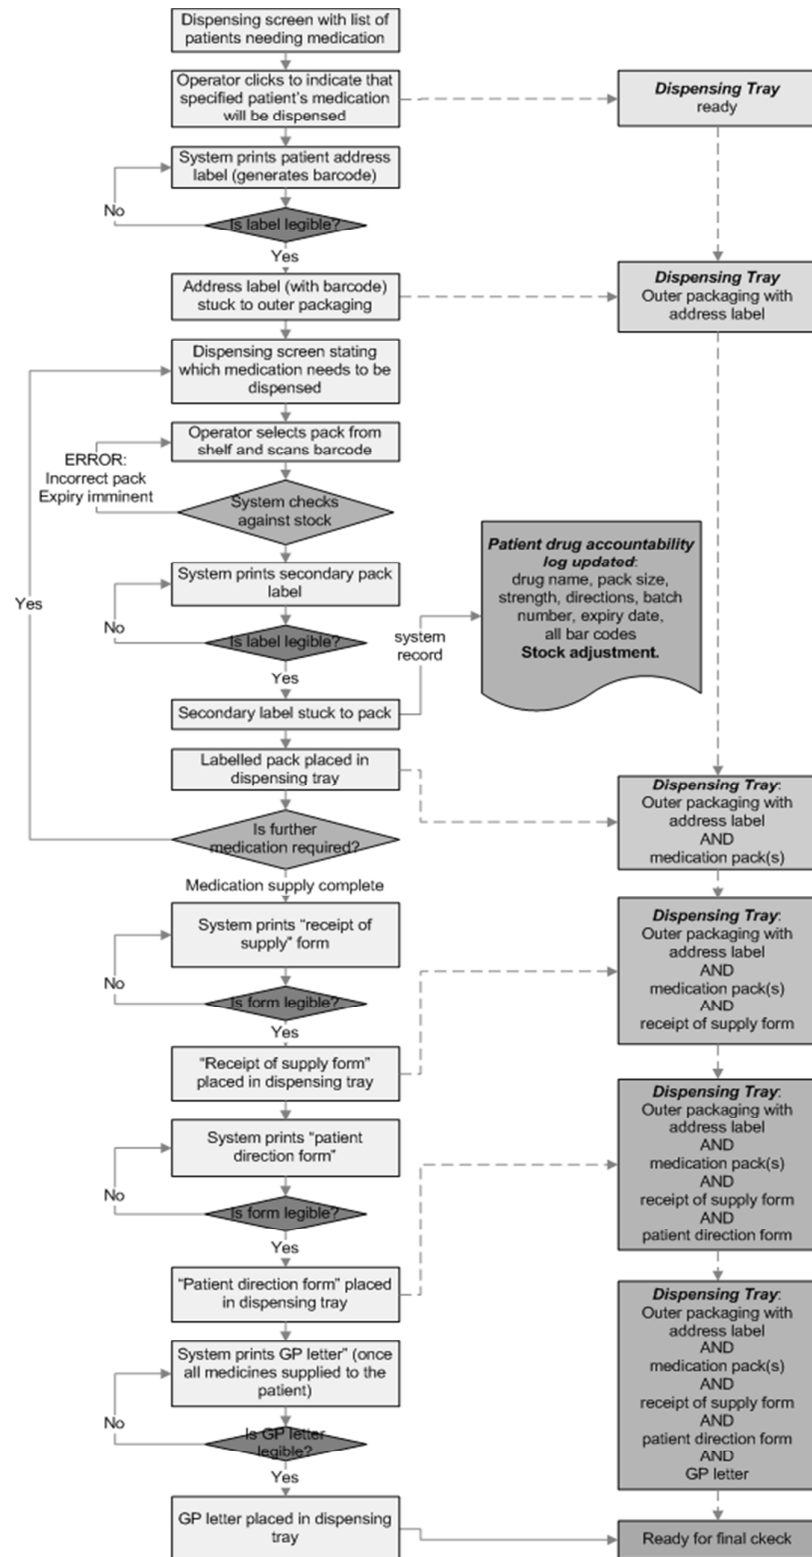 Dispensing screen with list of
patients needing medication
Operator clicks to indicate that
specified patient's medication
will be dispensed
Dispensing Tray
ready
System prints patient address
label (generates barcode)
No
Is label legible?
Yes
Address label (with barcode)
stuck to outer packaging
Dispensing Tray
Outer packaging with
address label
Dispensing screen stating
which medication needs to be
dispensed
Operator selects pack from
shelf and scans barcode
ERROR:
Incorrect pack
Expiry imminent
System checks
against stock
System prints secondary pack
label
No
Is label legible?
Yes
Yes
system
record
Patient drug accountability
log updated:
drug name, pack size,
strength, directions, batch
number, expiry date,
all bar codes
Stock adjustment.
Secondary label stuck to pack
Labelled pack placed in
dispensing tray
Dispensing Tray:
Outer packaging with
address label
AND
medication pack(s)
Is further
medication required?
Medication supply complete
System prints "receipt
of supply" form
No
Is form legible?
Yes
Dispensing Tray:
Outer packaging with
address label
AND
medication pack(s)
AND
receipt of supply form
"Receipt of supply form"
placed in dispensing tray
System prints "patient
direction form"
No
Is form legible?
Yes
Dispensing Tray:
Outer packaging with
address label
AND
medication pack(s)
AND
receipt of supply form
AND
patient direction form
"Patient direction form" placed
in dispensing tray
System prints GP letter" (once
all medicines supplied to the
patient)
No
Is GP letter
legible?
Yes
Dispensing Tray:
Outer packaging with
address label
AND
medication pack(s)
AND
receipt of supply form
AND
patient direction form
AND
GP letter
GP letter placed in dispensing
tray
Ready for final ckeck